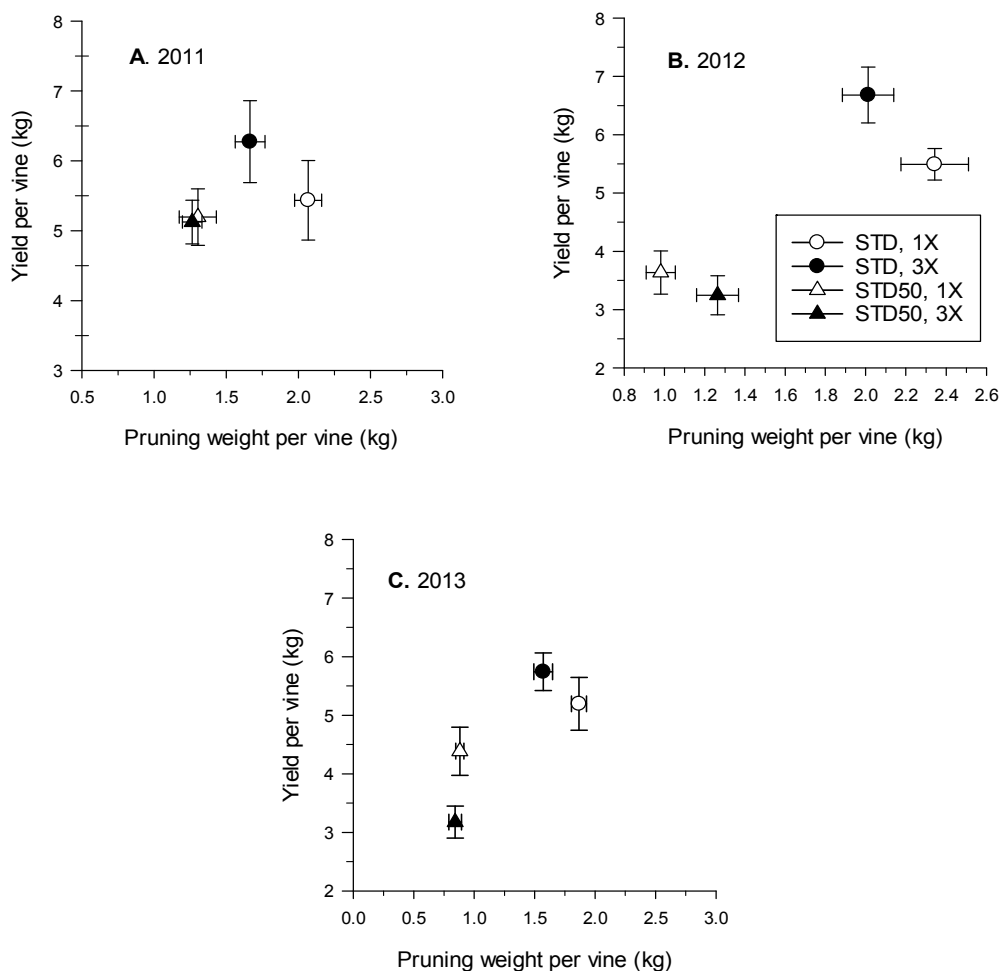 A. 2011
Yield per vine (kg)
8
7
6
5
4
3
0.5 1.0 1.5 2.0 2.5 3.0
Pruning weight per vine (kg)
B. 2012
Yield per vine (kg)
8
7
6
5
4
3
2
STD, 1X
STD, 3X
STD50, 1X
STD50, 3X
0.8 1.0 1.2 1.4 1.6 1.8 2.0 2.2 2.4 2.6
Pruning weight per vine (kg)
C. 2013
Yield per vine (kg)
8
7
6
5
4
3
2
0.0 0.5 1.0 1.5 2.0 2.5 3.0
Pruning weight per vine (kg)